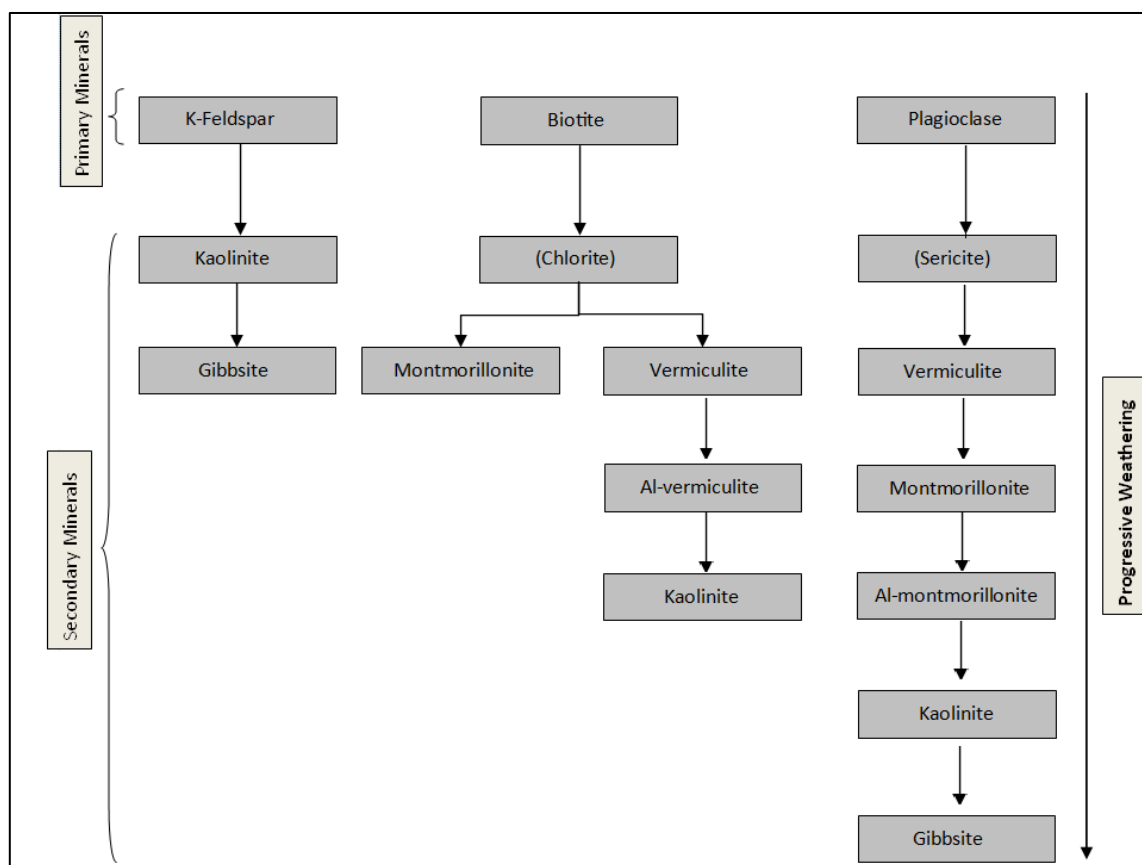 Primary Minerals
K-Feldspar
Biotite
Plagioclase
Kaolinite
(Chlorite)
(Sericite)
Gibbsite
Montmorillonite
Vermiculite
Vermiculite
Al-vermiculite
Montmorillonite
Kaolinite
Al-montmorillonite
Kaolinite
Gibbsite
Secondary Minerals
Progressive Weathering